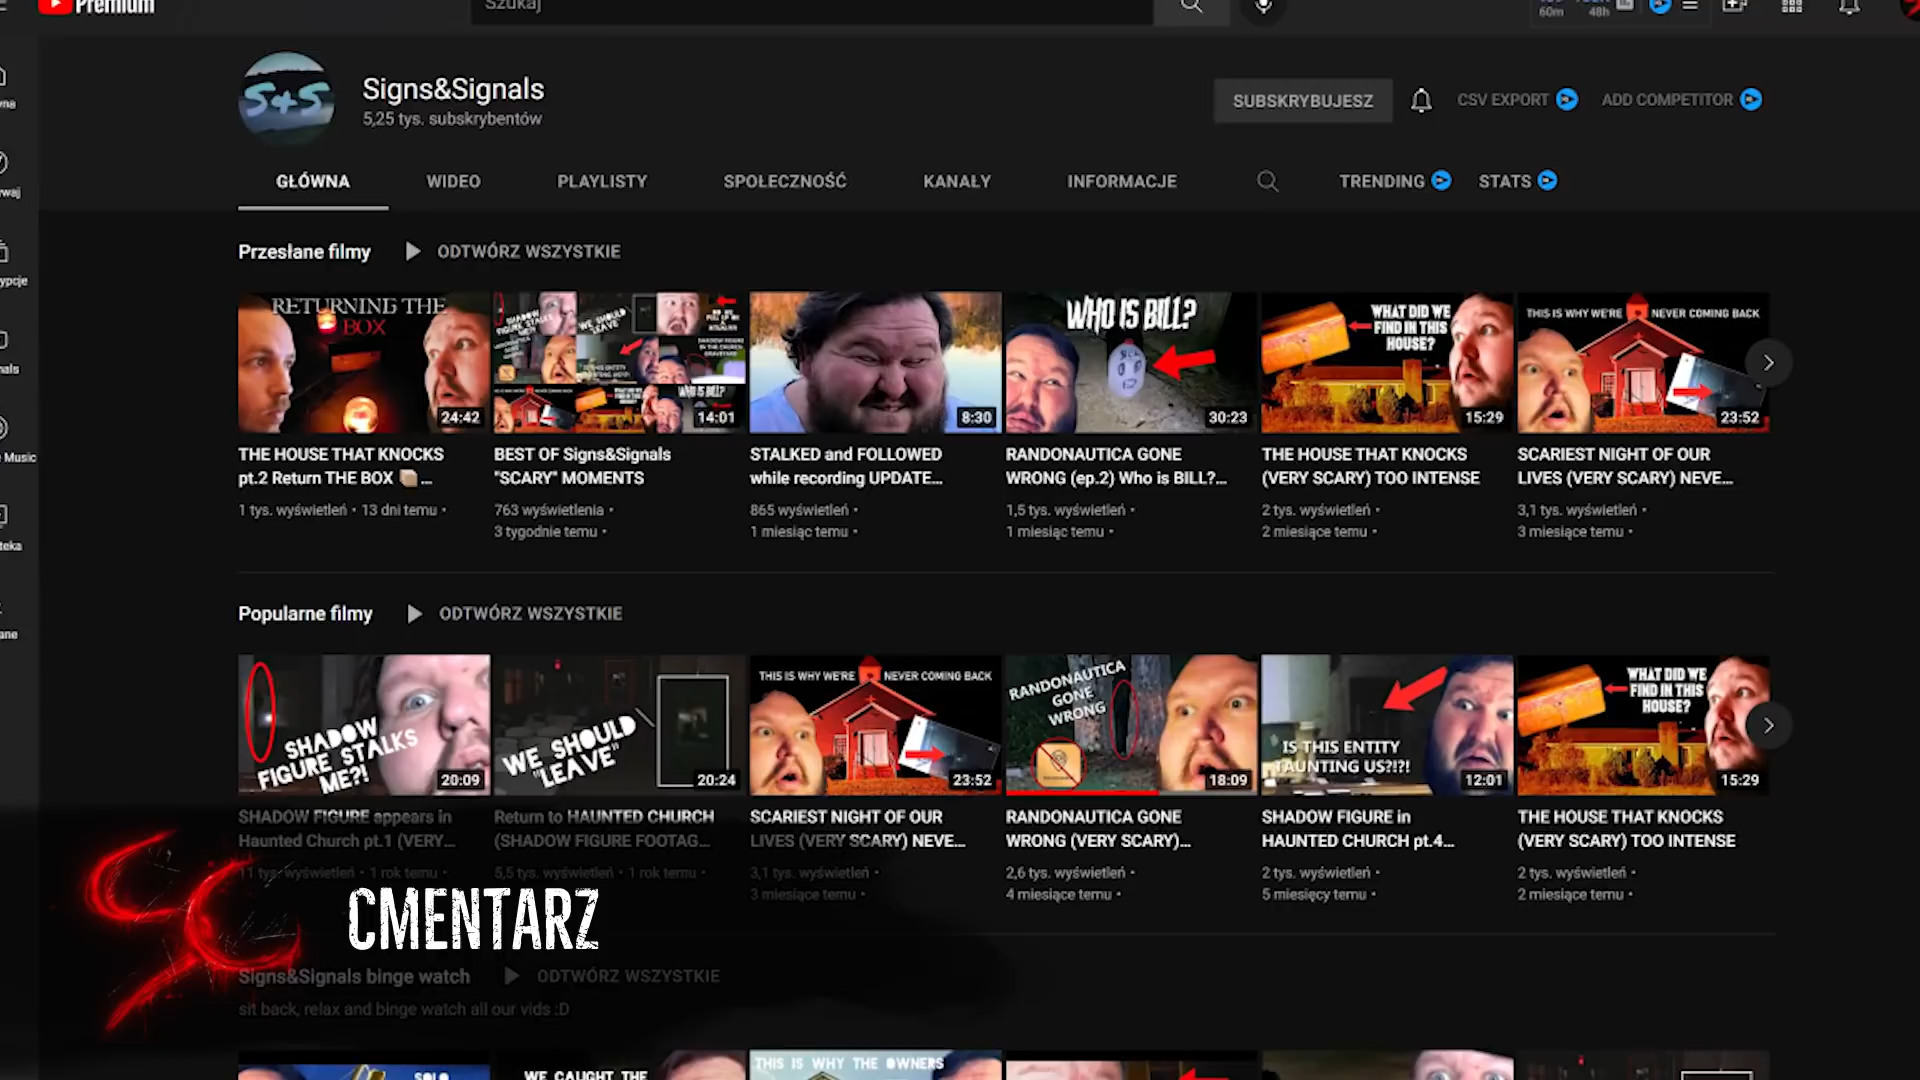 Premium
Szukaj
60m
48h
Signs&Signals
5,25 tys. subskrybentów
SUBSKRYBUJESZ
CSV EXPORT
ADD COMPETITOR
GŁÓWNA
WIDEO
PLAYLISTY
SPOŁECZNOŚĆ
KANAŁY
INFORMACJE
TRENDING
STATS
Music
Przesłane filmy
ODTWÓRZ WSZYSTKIE
RETURNING THE
BOX
24:42
THE HOUSE THAT KNOCKS
pt.2 Return THE BOX 📦...
1 tys. wyświetleń • 13 dni temu •
14:01
BEST OF Signs&Signals
"SCARY" MOMENTS
763 wyświetlenia •
3 tygodnie temu •
8:30
STALKED and FOLLOWED
while recording UPDATE...
865 wyświetleń •
1 miesiąc temu •
WHO IS BILL?
30:23
RANDONAUTICA GONE
WRONG (ep.2) Who is BILL?...
1,5 tys. wyświetleń •
1 miesiąc temu •
WHAT DID WE
FIND IN THIS
HOUSE?
15:29
THE HOUSE THAT KNOCKS
(VERY SCARY) TOO INTENSE
2 tys. wyświetleń •
2 miesiące temu •
THIS IS WHY WE'RE NEVER COMING BACK
23:52
SCARIEST NIGHT OF OUR
LIVES (VERY SCARY) NEVE...
3,1 tys. wyświetleń •
3 miesiące temu •
Popularne filmy
ODTWÓRZ WSZYSTKIE
SHADOW
FIGURE STALKS
ME?!
20:09
SHADOW FIGURE appears in
Haunted Church pt.1 (VERY...
11 tys. wyświetleń • 1 rok temu •
WE SHOULD
"LEAVE"
20:24
Return to HAUNTED CHURCH
(SHADOW FIGURE FOOTAG...
5,5 tys. wyświetleń • 1 rok temu •
THIS IS WHY WE'RE NEVER COMING BACK
23:52
SCARIEST NIGHT OF OUR
LIVES (VERY SCARY) NEVE...
3,1 tys. wyświetleń •
3 miesiące temu •
RANDONAUTICA
GONE
WRONG
18:09
RANDONAUTICA GONE
WRONG (VERY SCARY)...
2,6 tys. wyświetleń •
4 miesiące temu •
IS THIS ENTITY
TAUNTING US?!?!
12:01
SHADOW FIGURE in
HAUNTED CHURCH pt.4...
2 tys. wyświetleń •
5 miesięcy temu •
WHAT DID WE
FIND IN THIS
HOUSE?
15:29
THE HOUSE THAT KNOCKS
(VERY SCARY) TOO INTENSE
2 tys. wyświetleń •
2 miesiące temu •
CMENTARZ
Signs&Signals binge watch
ODTWÓRZ WSZYSTKIE
sit back, relax and binge watch all our vids :D
SOLO
WE CAUGHT THE
THIS IS WHY THE OWNERS